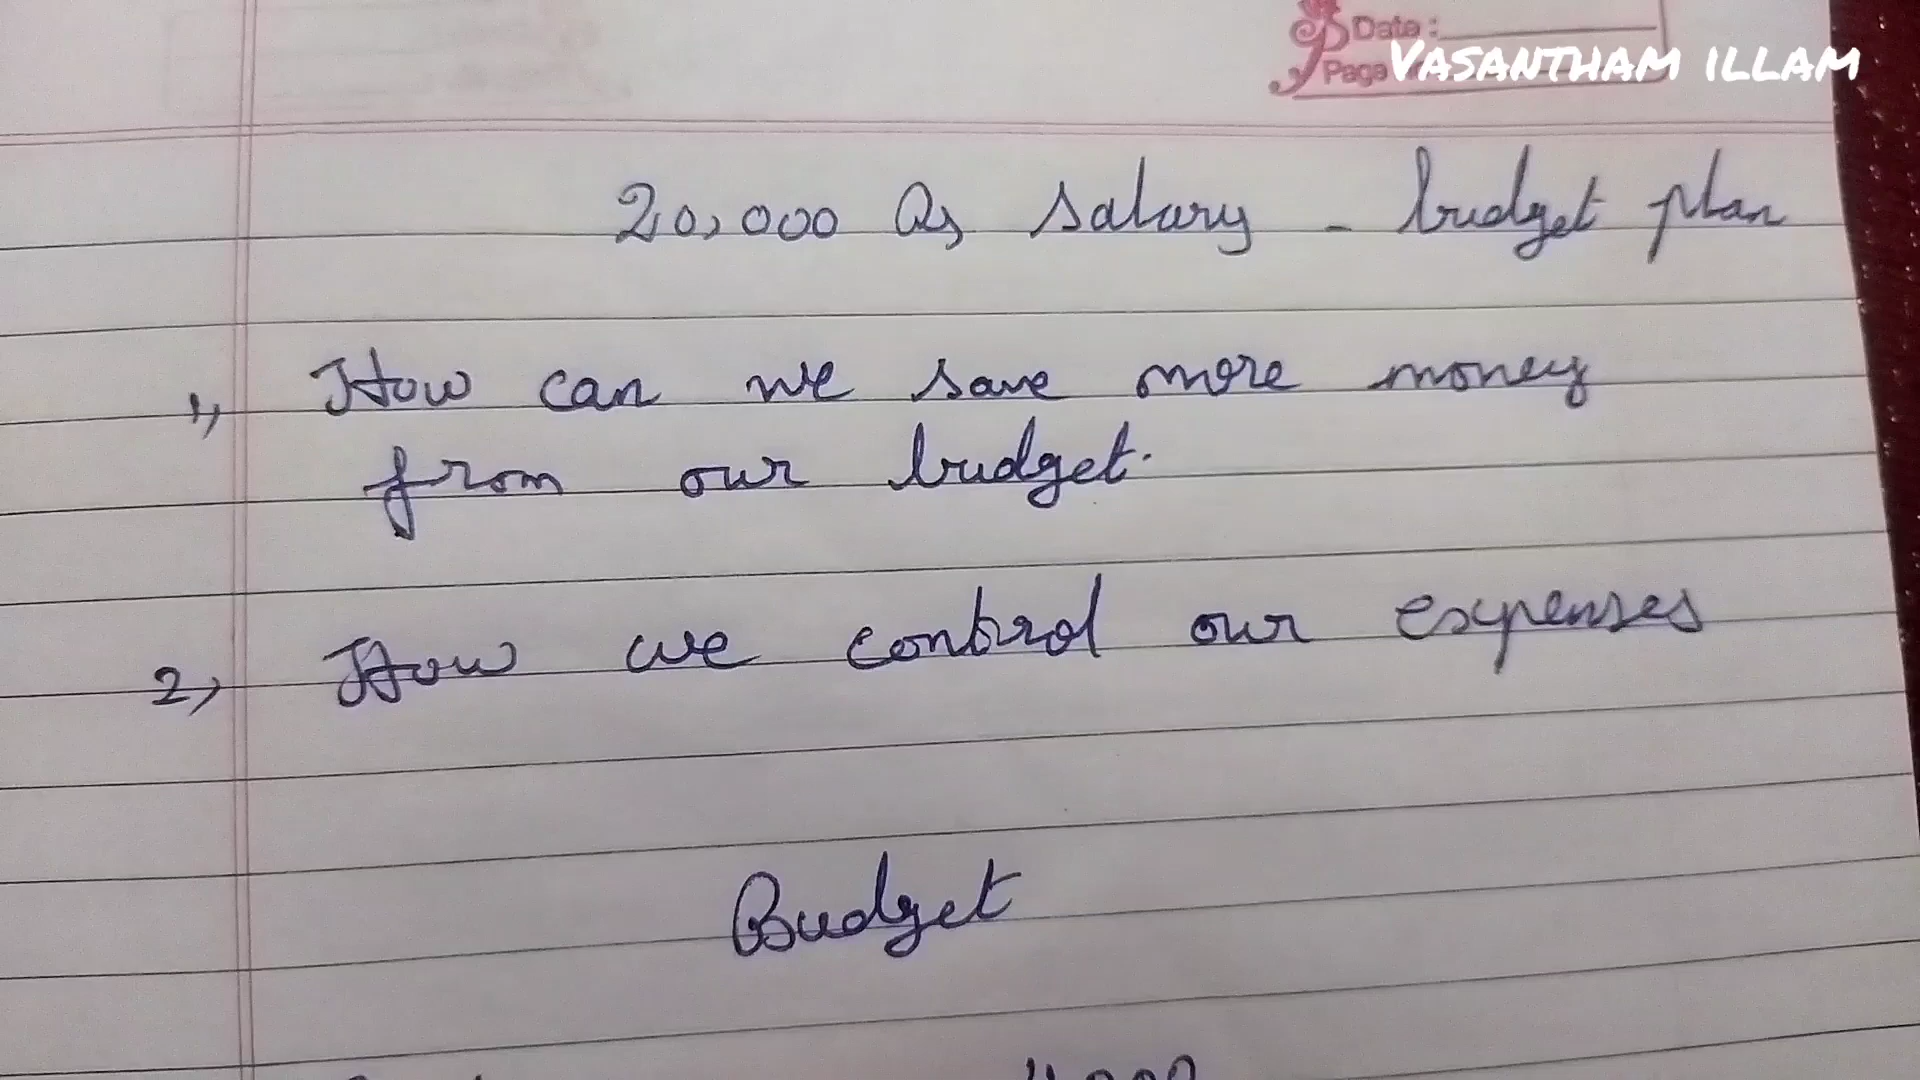 Date :
Page
VASANTHAM ILLAM
20,000 Rs salary - budget plan
1, How can we save more money
from our budget.
2, How we control our expenses
Budget